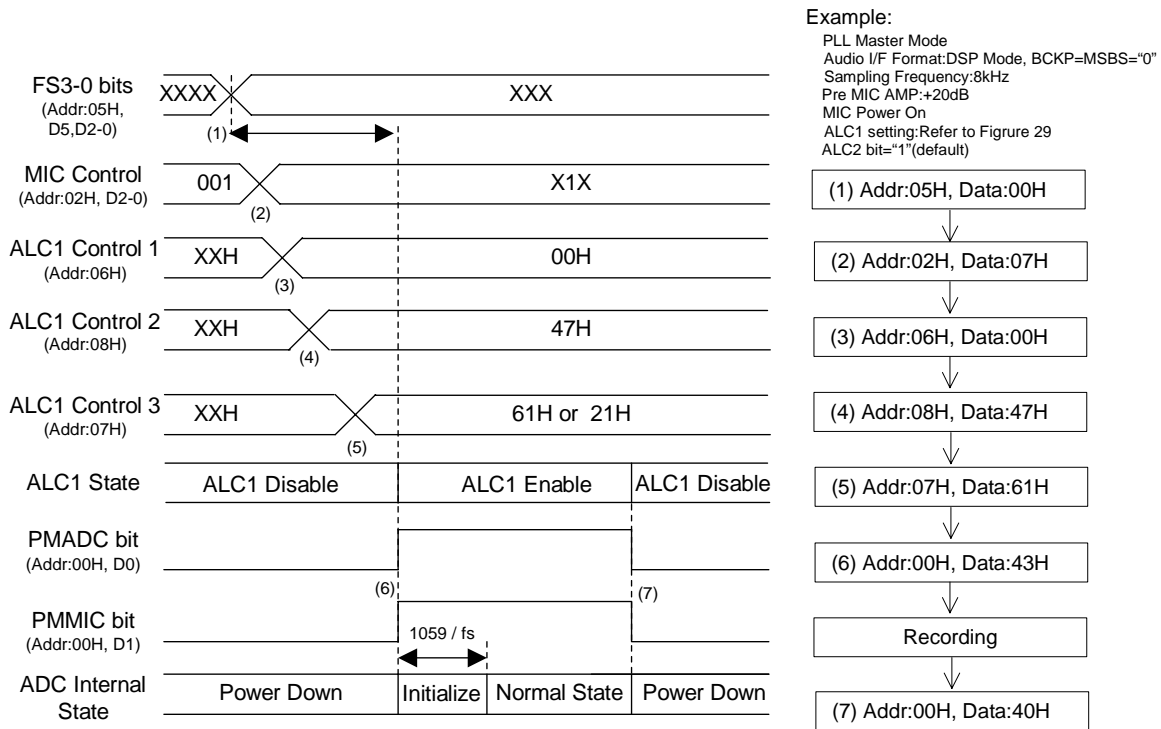 FS3-0 bits
(Addr:05H,
D5,D2-0)
XXXX
XXX
(1)
MIC Control
(Addr:02H, D2-0)
001
X1X
(2)
ALC1 Control 1
(Addr:06H)
XXH
00H
(3)
ALC1 Control 2
(Addr:08H)
XXH
47H
(4)
ALC1 Control 3
(Addr:07H)
XXH
61H or 21H
(5)
ALC1 State
ALC1 Disable
ALC1 Enable
ALC1 Disable
PMADC bit
(Addr:00H, D0)
(6)
(7)
PMMIC bit
(Addr:00H, D1)
1059 / fs
ADC Internal
State
Power Down
Initialize
Normal State
Power Down
Example:
PLL Master Mode
Audio I/F Format:DSP Mode, BCKP=MSBS=“0”
Sampling Frequency:8kHz
Pre MIC AMP:+20dB
MIC Power On
ALC1 setting:Refer to Figrure 29
ALC2 bit=“1”(default)
(1) Addr:05H, Data:00H
(2) Addr:02H, Data:07H
(3) Addr:06H, Data:00H
(4) Addr:08H, Data:47H
(5) Addr:07H, Data:61H
(6) Addr:00H, Data:43H
Recording
(7) Addr:00H, Data:40H